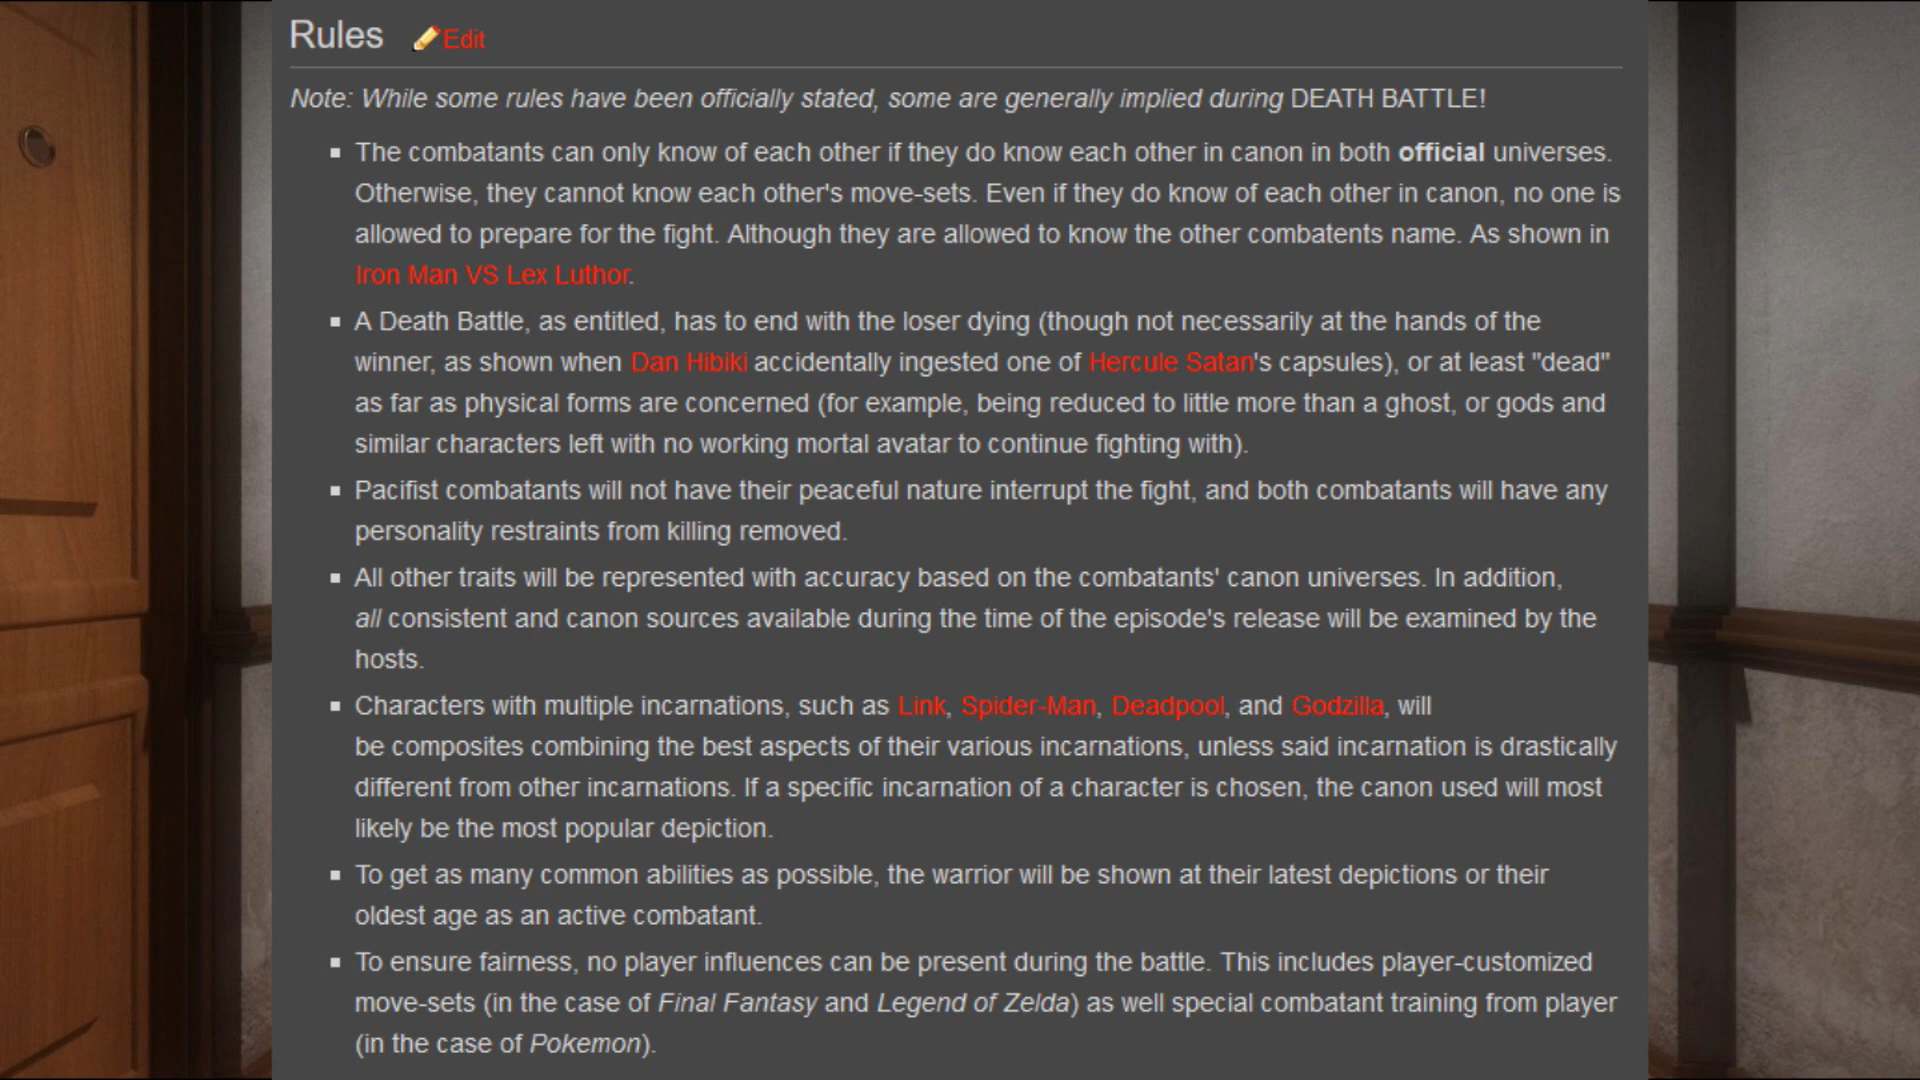 Rules Edit
Note: While some rules have been officially stated, some are generally implied during DEATH BATTLE!
▪ The combatants can only know of each other if they do know each other in canon in both official universes.
Otherwise, they cannot know each other's move-sets. Even if they do know of each other in canon, no one is
allowed to prepare for the fight. Although they are allowed to know the other combatents name. As shown in
Iron Man VS Lex Luthor.
▪ A Death Battle, as entitled, has to end with the loser dying (though not necessarily at the hands of the
winner, as shown when Dan Hibiki accidentally ingested one of Hercule Satan's capsules), or at least "dead"
as far as physical forms are concerned (for example, being reduced to little more than a ghost, or gods and
similar characters left with no working mortal avatar to continue fighting with).
▪ Pacifist combatants will not have their peaceful nature interrupt the fight, and both combatants will have any
personality restraints from killing removed.
▪ All other traits will be represented with accuracy based on the combatants' canon universes. In addition,
all consistent and canon sources available during the time of the episode's release will be examined by the
hosts.
▪ Characters with multiple incarnations, such as Link, Spider-Man, Deadpool, and Godzilla, will
be composites combining the best aspects of their various incarnations, unless said incarnation is drastically
different from other incarnations. If a specific incarnation of a character is chosen, the canon used will most
likely be the most popular depiction.
▪ To get as many common abilities as possible, the warrior will be shown at their latest depictions or their
oldest age as an active combatant.
▪ To ensure fairness, no player influences can be present during the battle. This includes player-customized
move-sets (in the case of Final Fantasy and Legend of Zelda) as well special combatant training from player
(in the case of Pokemon).